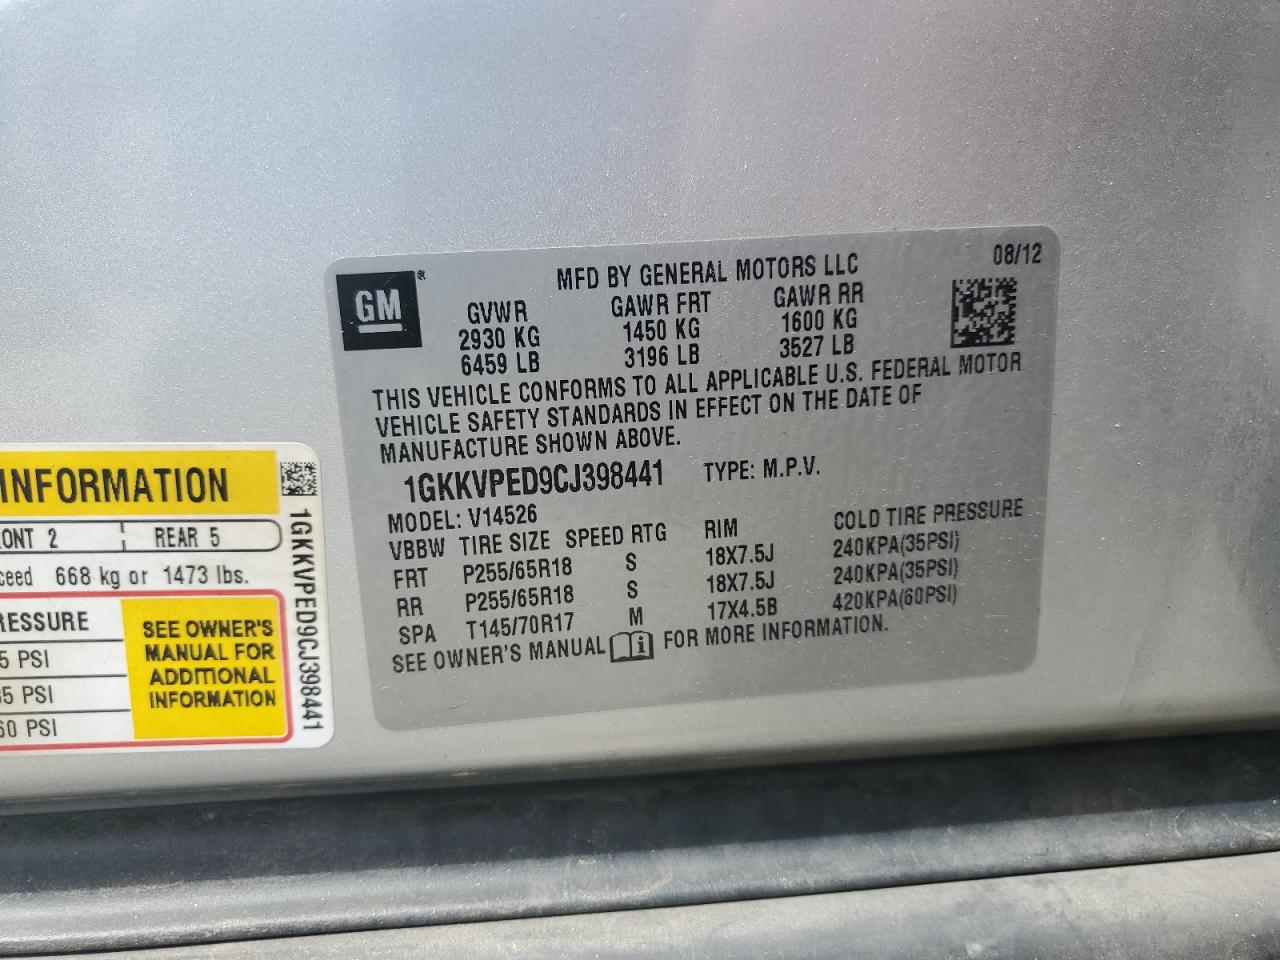 08/12
GM
MFD BY GENERAL MOTORS LLC
GVWR GAWR FRT GAWR RR
2930 KG 1450 KG 1600 KG
6459 LB 3196 LB 3527 LB
THIS VEHICLE CONFORMS TO ALL APPLICABLE U.S. FEDERAL MOTOR
VEHICLE SAFETY STANDARDS IN EFFECT ON THE DATE OF
MANUFACTURE SHOWN ABOVE.
1GKKVPED9CJ398441 TYPE: M.P.V.
MODEL: V14526
VBBW TIRE SIZE SPEED RTG RIM COLD TIRE PRESSURE
FRT P255/65R18 S 18X7.5J 240KPA(35PSI)
RR P255/65R18 S 18X7.5J 240KPA(35PSI)
SPA T145/70R17 M 17X4.5B 420KPA(60PSI)
SEE OWNER'S MANUAL i FOR MORE INFORMATION.
INFORMATION
ONT 2 REAR 5
ceed 668 kg or 1473 lbs.
RESSURE
5 PSI
35 PSI
60 PSI
SEE OWNER'S
MANUAL FOR
ADDITIONAL
INFORMATION
1GKKVPED9CJ398441